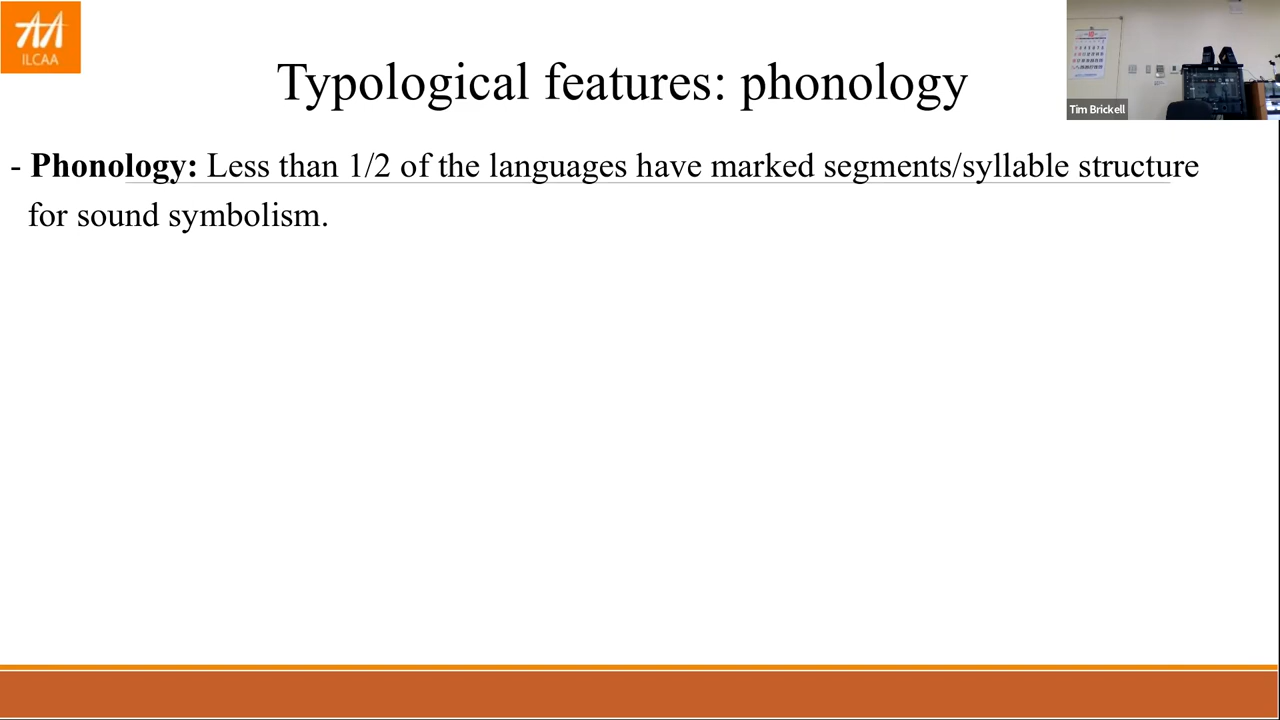 ILCAA
Typological features: phonology
Tim Brickell
- Phonology: Less than 1/2 of the languages have marked segments/syllable structure
for sound symbolism.